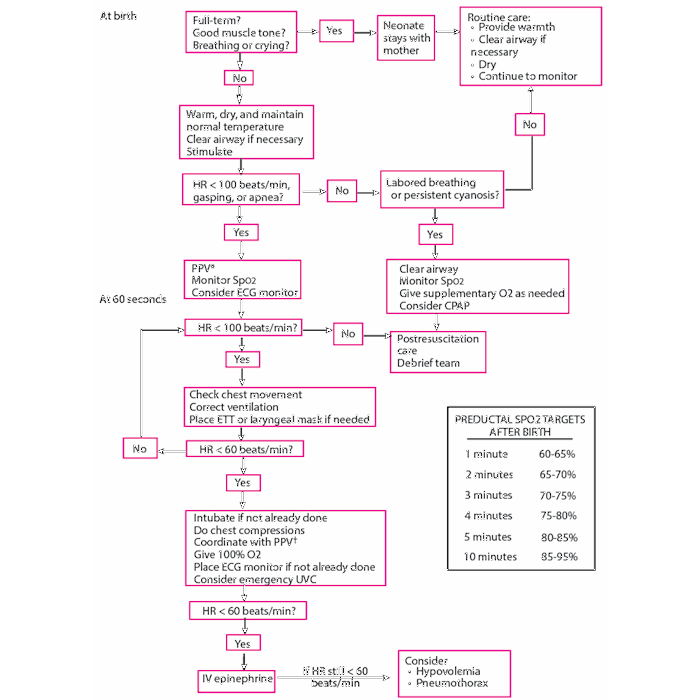 At birth
Full-term?
Good muscle tone?
Breathing or crying?
Yes
Neonate
stays with
mother
Routine care:
◦ Provide warmth
◦ Clear airway if
necessary
◦ Dry
◦ Continue to monitor
No
Warm, dry, and maintain
normal temperature
Clear airway if necessary
Stimulate
No
HR < 100 beats/min,
gasping, or apnea?
No
Labored breathing
or persistent cyanosis?
Yes
Yes
PPV*
Monitor SpO2
Consider ECG monitor
Clear airway
Monitor SpO2
Give supplementary O2 as needed
Consider CPAP
At 60 seconds
HR < 100 beats/min?
No
Postresuscitation
care
Debrief team
Yes
Check chest movement
Correct ventilation
Place ETT or laryngeal mask if needed
No
HR < 60 beats/min?
Yes
Intubate if not already done
Do chest compressions
Coordinate with PPV†
Give 100% O2
Place ECG monitor if not already done
Consider emergency UVC
HR < 60 beats/min?
Yes
IV epinephrine
If HR still < 60
beats/min
Consider
◦ Hypovolemia
◦ Pneumothorax
PREDUCTAL SPO2 TARGETS
AFTER BIRTH
1 minute 60-65%
2 minutes 65-70%
3 minutes 70-75%
4 minutes 75-80%
5 minutes 80-85%
10 minutes 85-95%